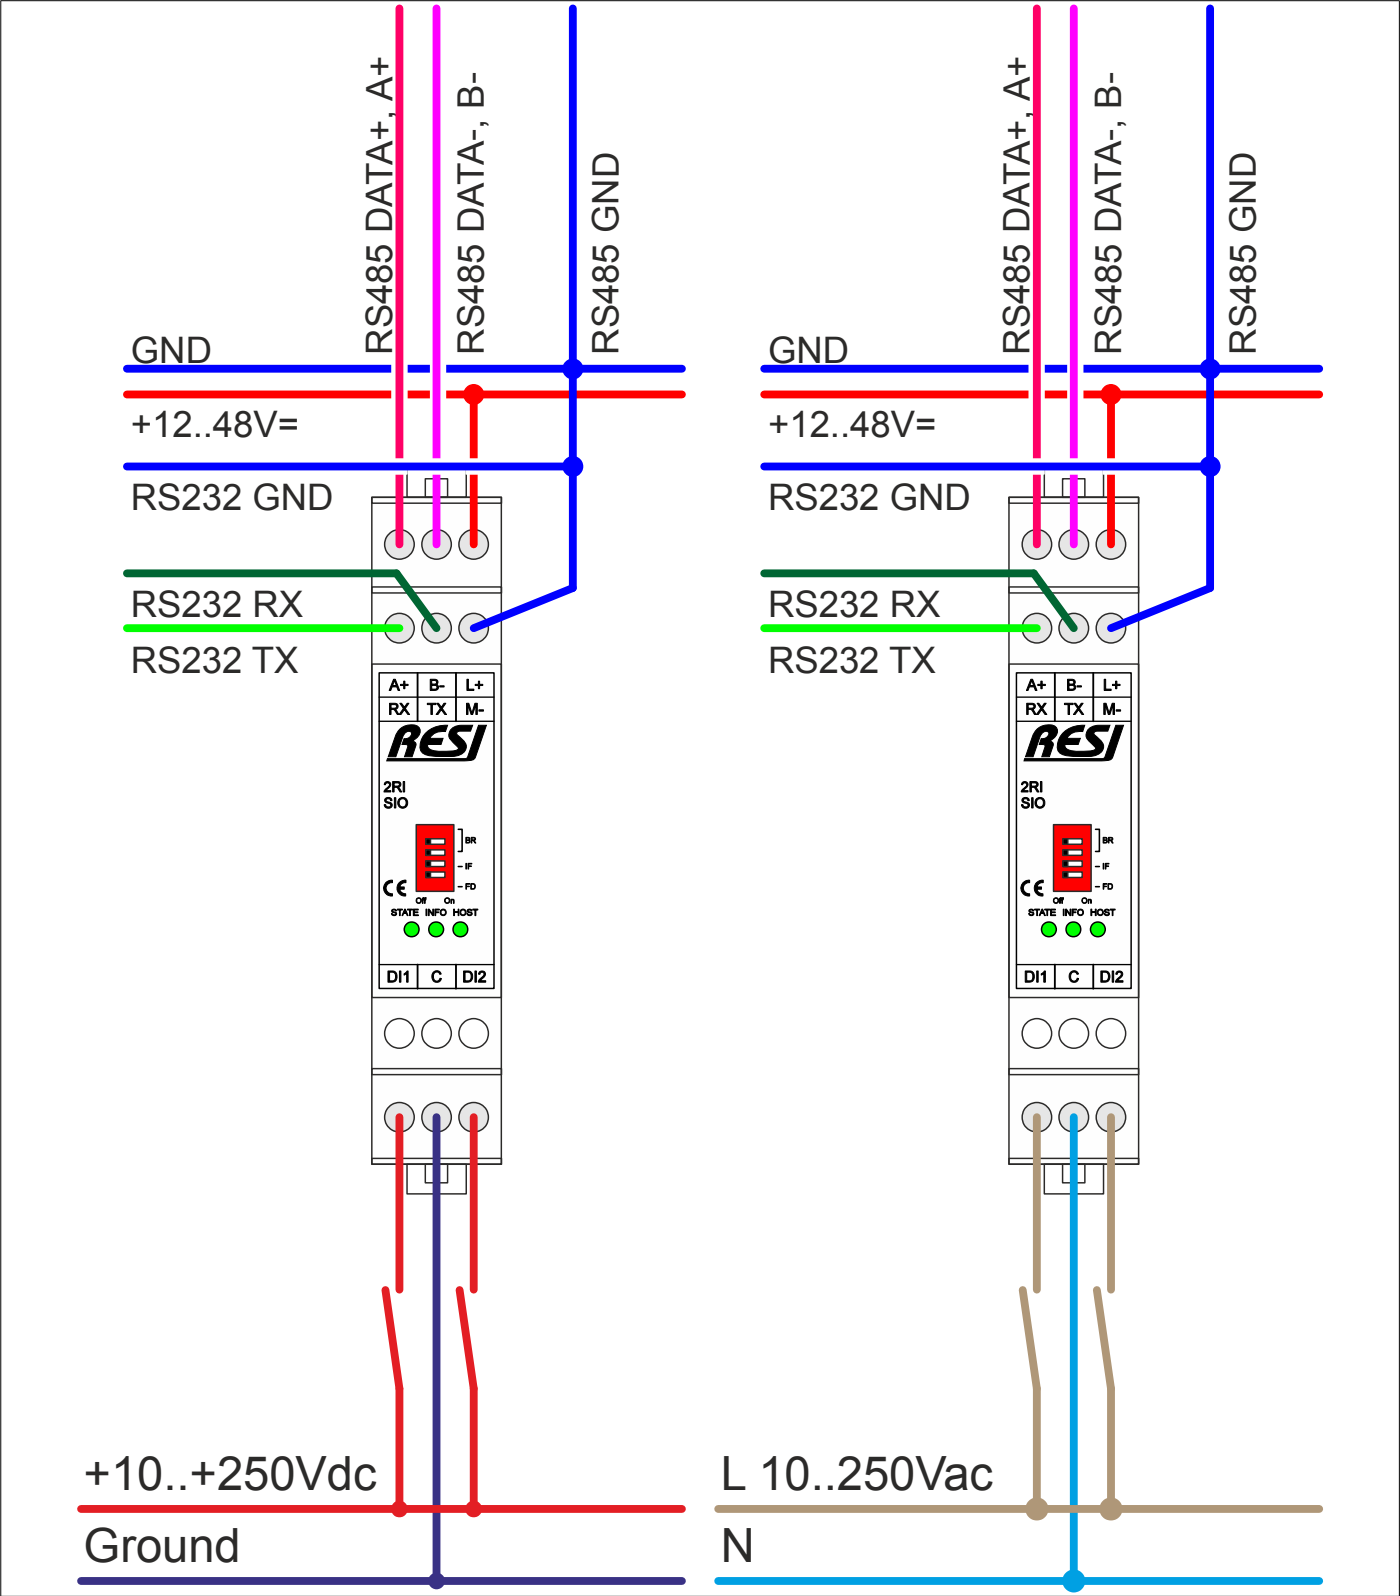 RS485 DATA+, A+
RS485 DATA-, B-
RS485 GND
GND
+12..48V=
RS232 GND
RS232 RX
RS232 TX
A+ B- L+
RX TX M-
RESI
2RI
SIO
BR
IF
CE
FD
Off On
STATE INFO HOST
DI1 C DI2
+10..+250Vdc
Ground
RS485 DATA+, A+
RS485 DATA-, B-
RS485 GND
GND
+12..48V=
RS232 GND
RS232 RX
RS232 TX
A+ B- L+
RX TX M-
RESI
2RI
SIO
BR
IF
CE
FD
Off On
STATE INFO HOST
DI1 C DI2
L 10..250Vac
N